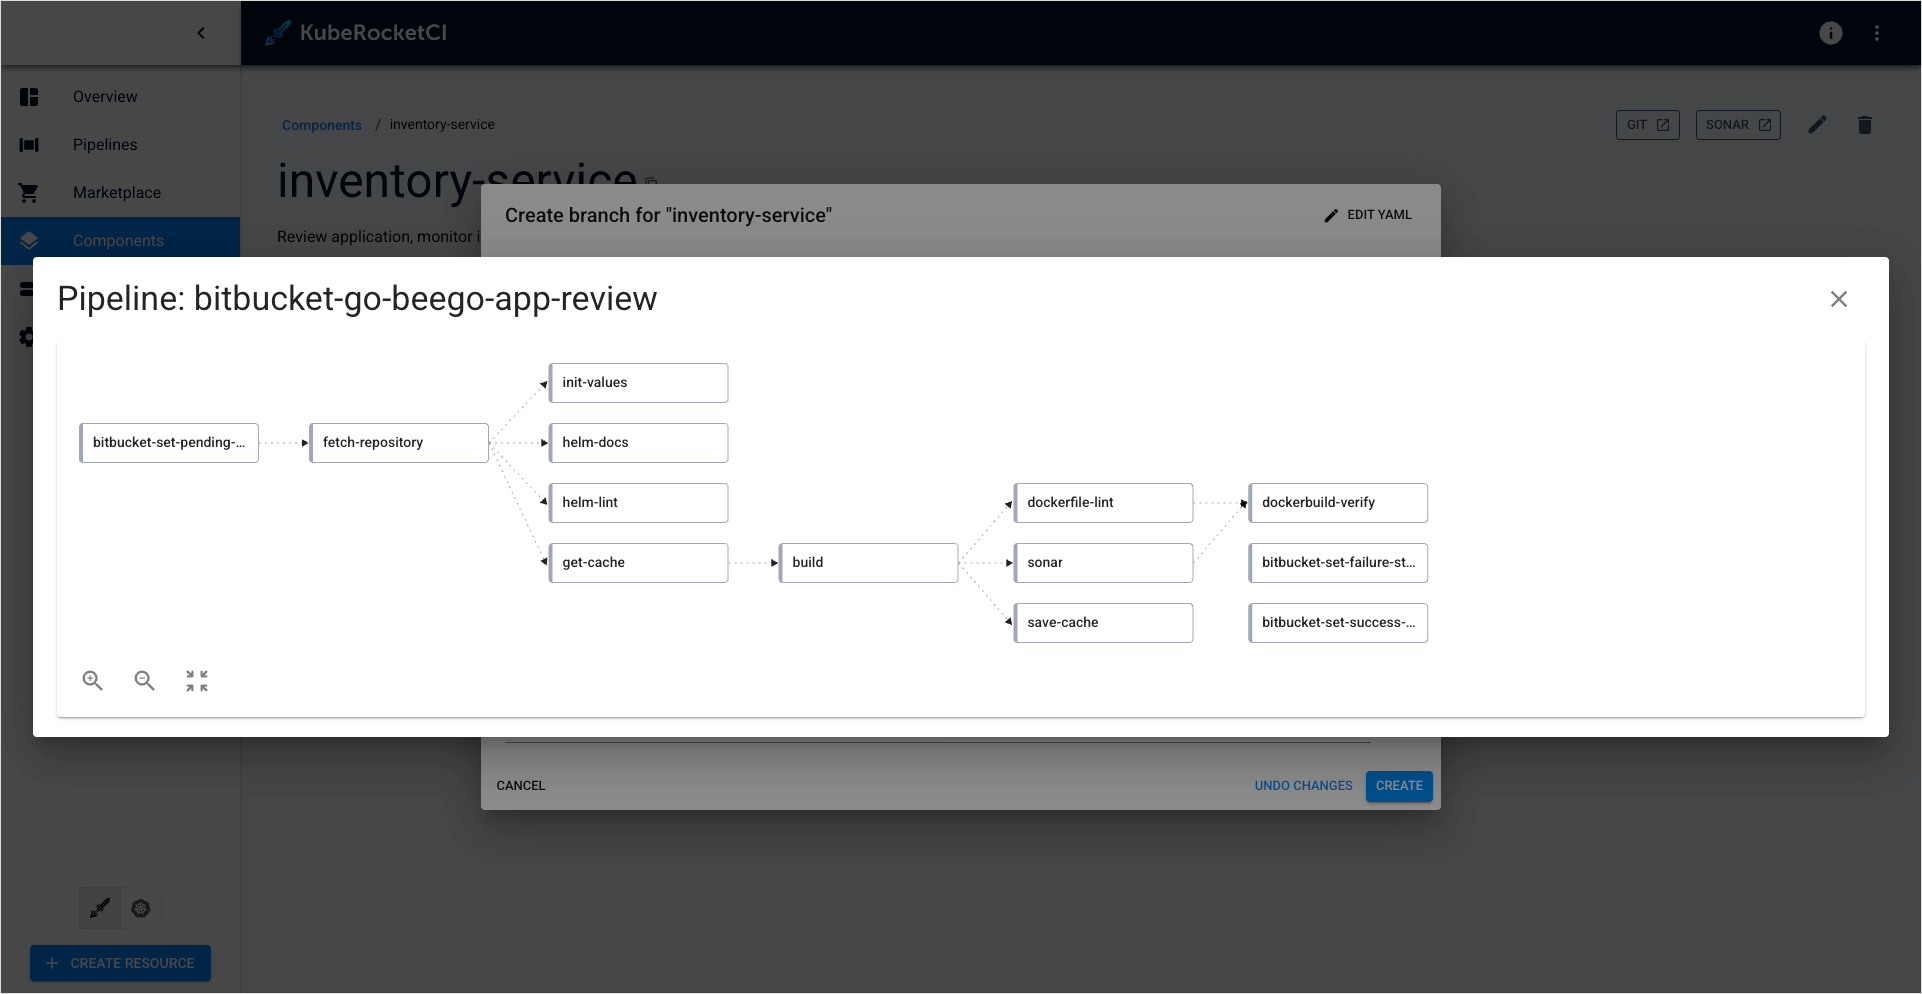 KubeRocketCI
Overview
Pipelines
Marketplace
Components
Components / inventory-service
GIT
SONAR
inventory-service
Review application, monitor i
Create branch for "inventory-service"
EDIT YAML
Pipeline: bitbucket-go-beego-app-review
init-values
bitbucket-set-pending-...
fetch-repository
helm-docs
helm-lint
dockerfile-lint
dockerbuild-verify
get-cache
build
sonar
bitbucket-set-failure-st...
save-cache
bitbucket-set-success-...
CANCEL
UNDO CHANGES
CREATE
CREATE RESOURCE